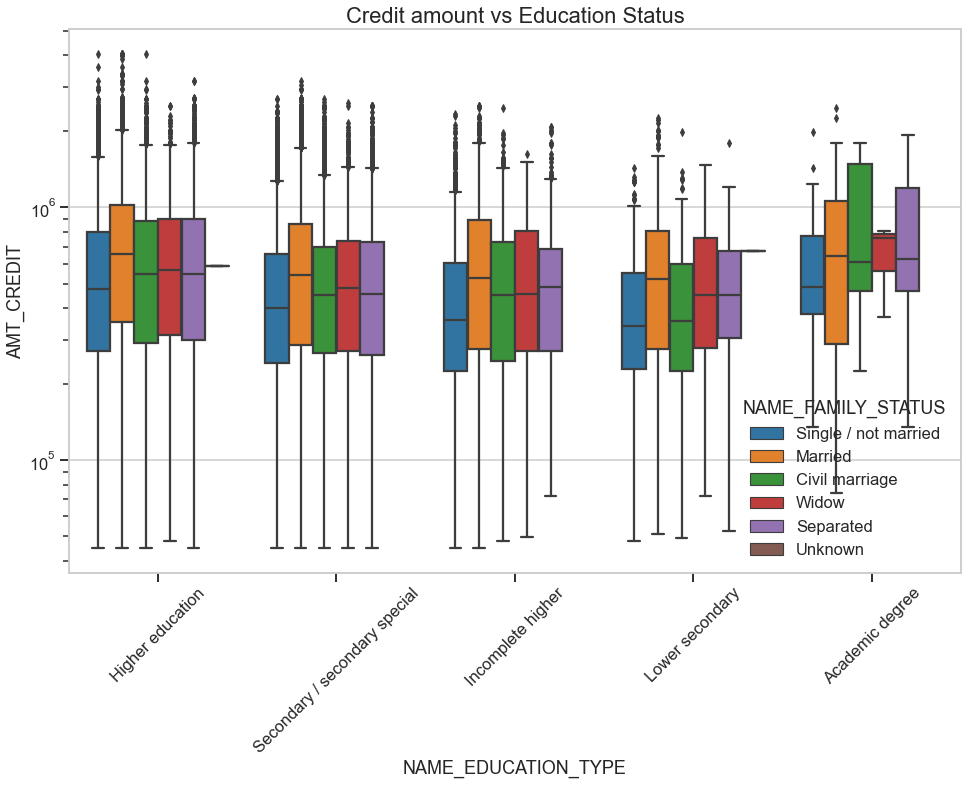 Credit amount vs Education Status
AMT_CREDIT
10^6
10^5
NAME_FAMILY_STATUS
Single / not married
Married
Civil marriage
Widow
Separated
Unknown
Higher education
Secondary / secondary special
Incomplete higher
Lower secondary
Academic degree
NAME_EDUCATION_TYPE